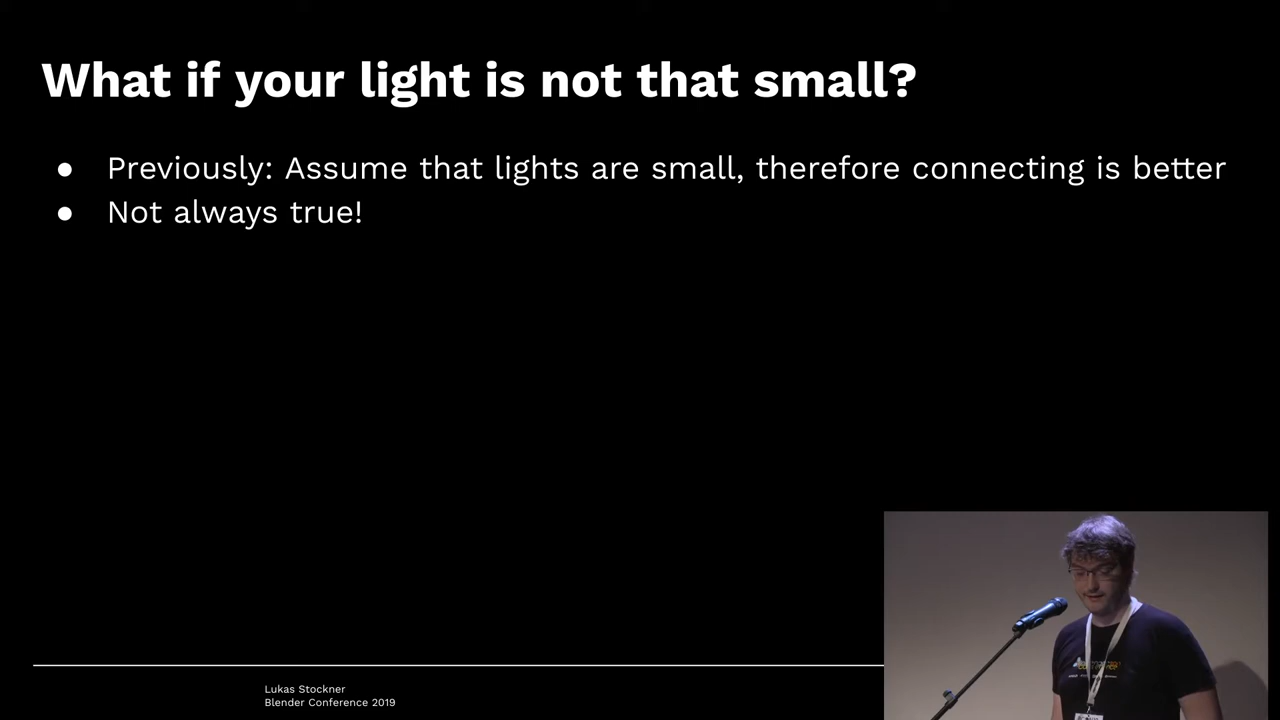 What if your light is not that small?
● Previously: Assume that lights are small, therefore connecting is better
● Not always true!
Lukas Stockner
Blender Conference 2019